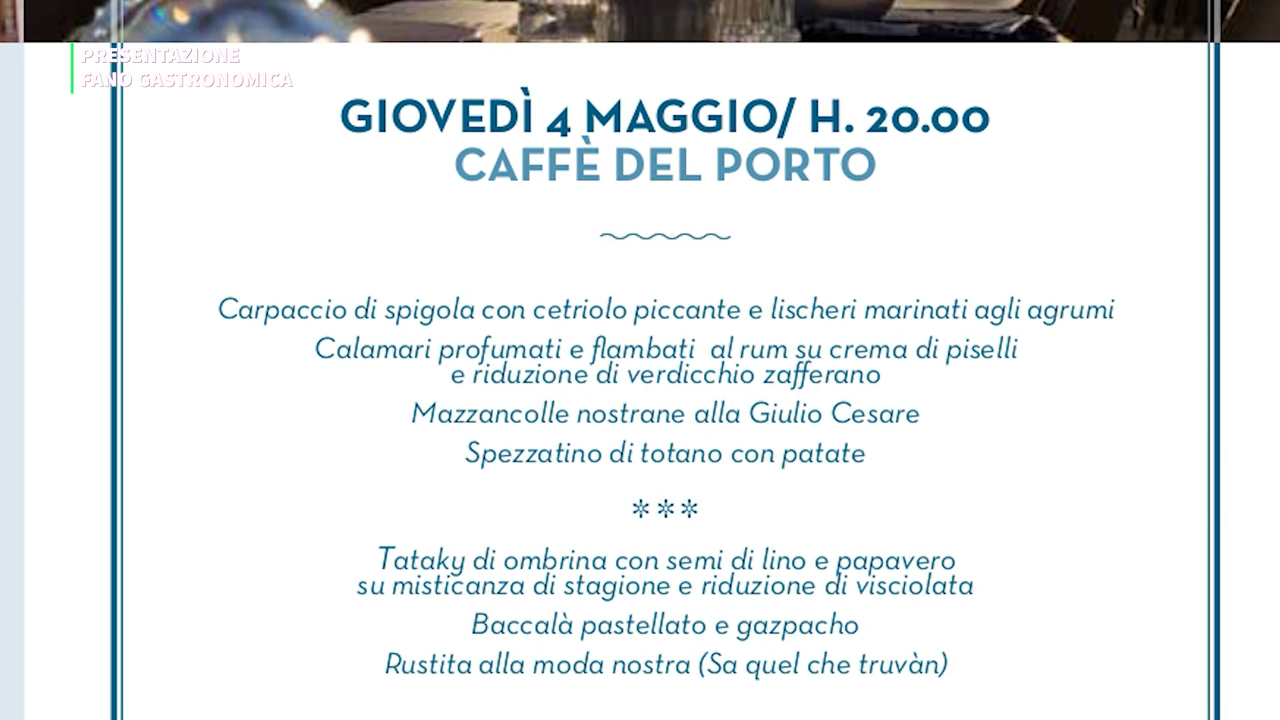 PRESENTAZIONE
FANO GASTRONOMICA
GIOVEDÌ 4 MAGGIO/ H. 20.00
CAFFÈ DEL PORTO
Carpaccio di spigola con cetriolo piccante e lischeri marinati agli agrumi
Calamari profumati e flambati al rum su crema di piselli
e riduzione di verdicchio zafferano
Mazzancolle nostrane alla Giulio Cesare
Spezzatino di totano con patate
***
Tataky di ombrina con semi di lino e papavero
su misticanza di stagione e riduzione di visciolata
Baccalà pastellato e gazpacho
Rustita alla moda nostra (Sa quel che truvàn)